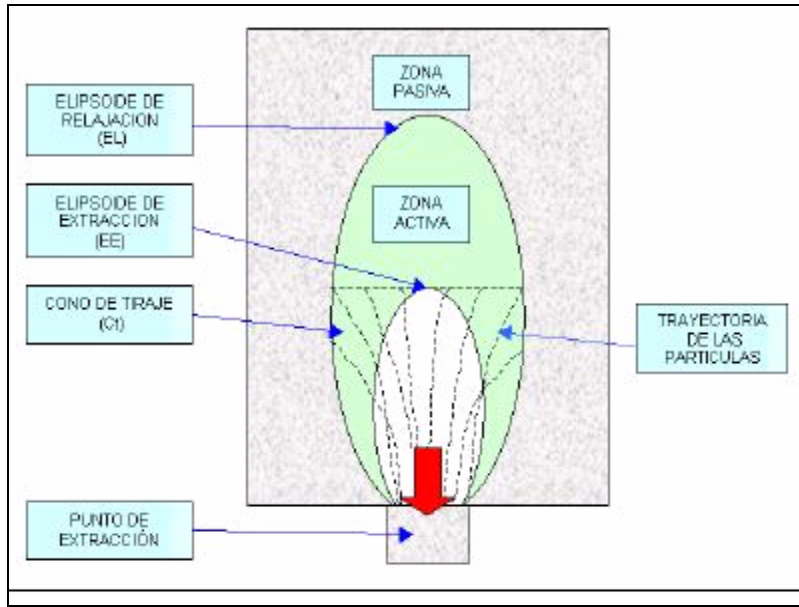 ZONA
PASIVA
ELIPSOIDE DE
RELAJACION
(EL)
ELIPSOIDE DE
EXTRACCION
(EE)
ZONA
ACTIVA
CONO DE TIRAJE
(Ct)
TRAYECTORIA
DE LAS
PARTICULAS
PUNTO DE
EXTRACCIÓN